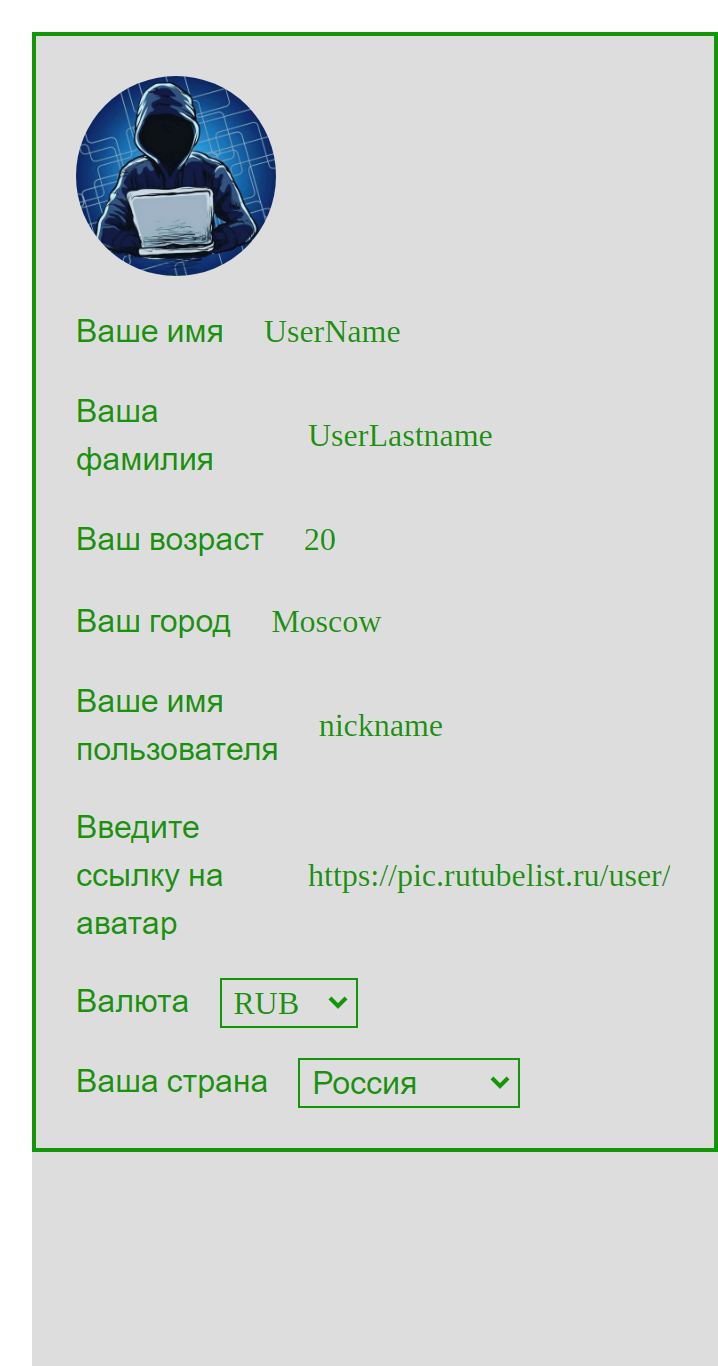 Ваше имя UserName
Ваша
фамилия UserLastname
Ваш возраст 20
Ваш город Moscow
Ваше имя
пользователя nickname
Введите
ссылку на https://pic.rutubelist.ru/user/
аватар
Валюта RUB
Ваша страна Россия